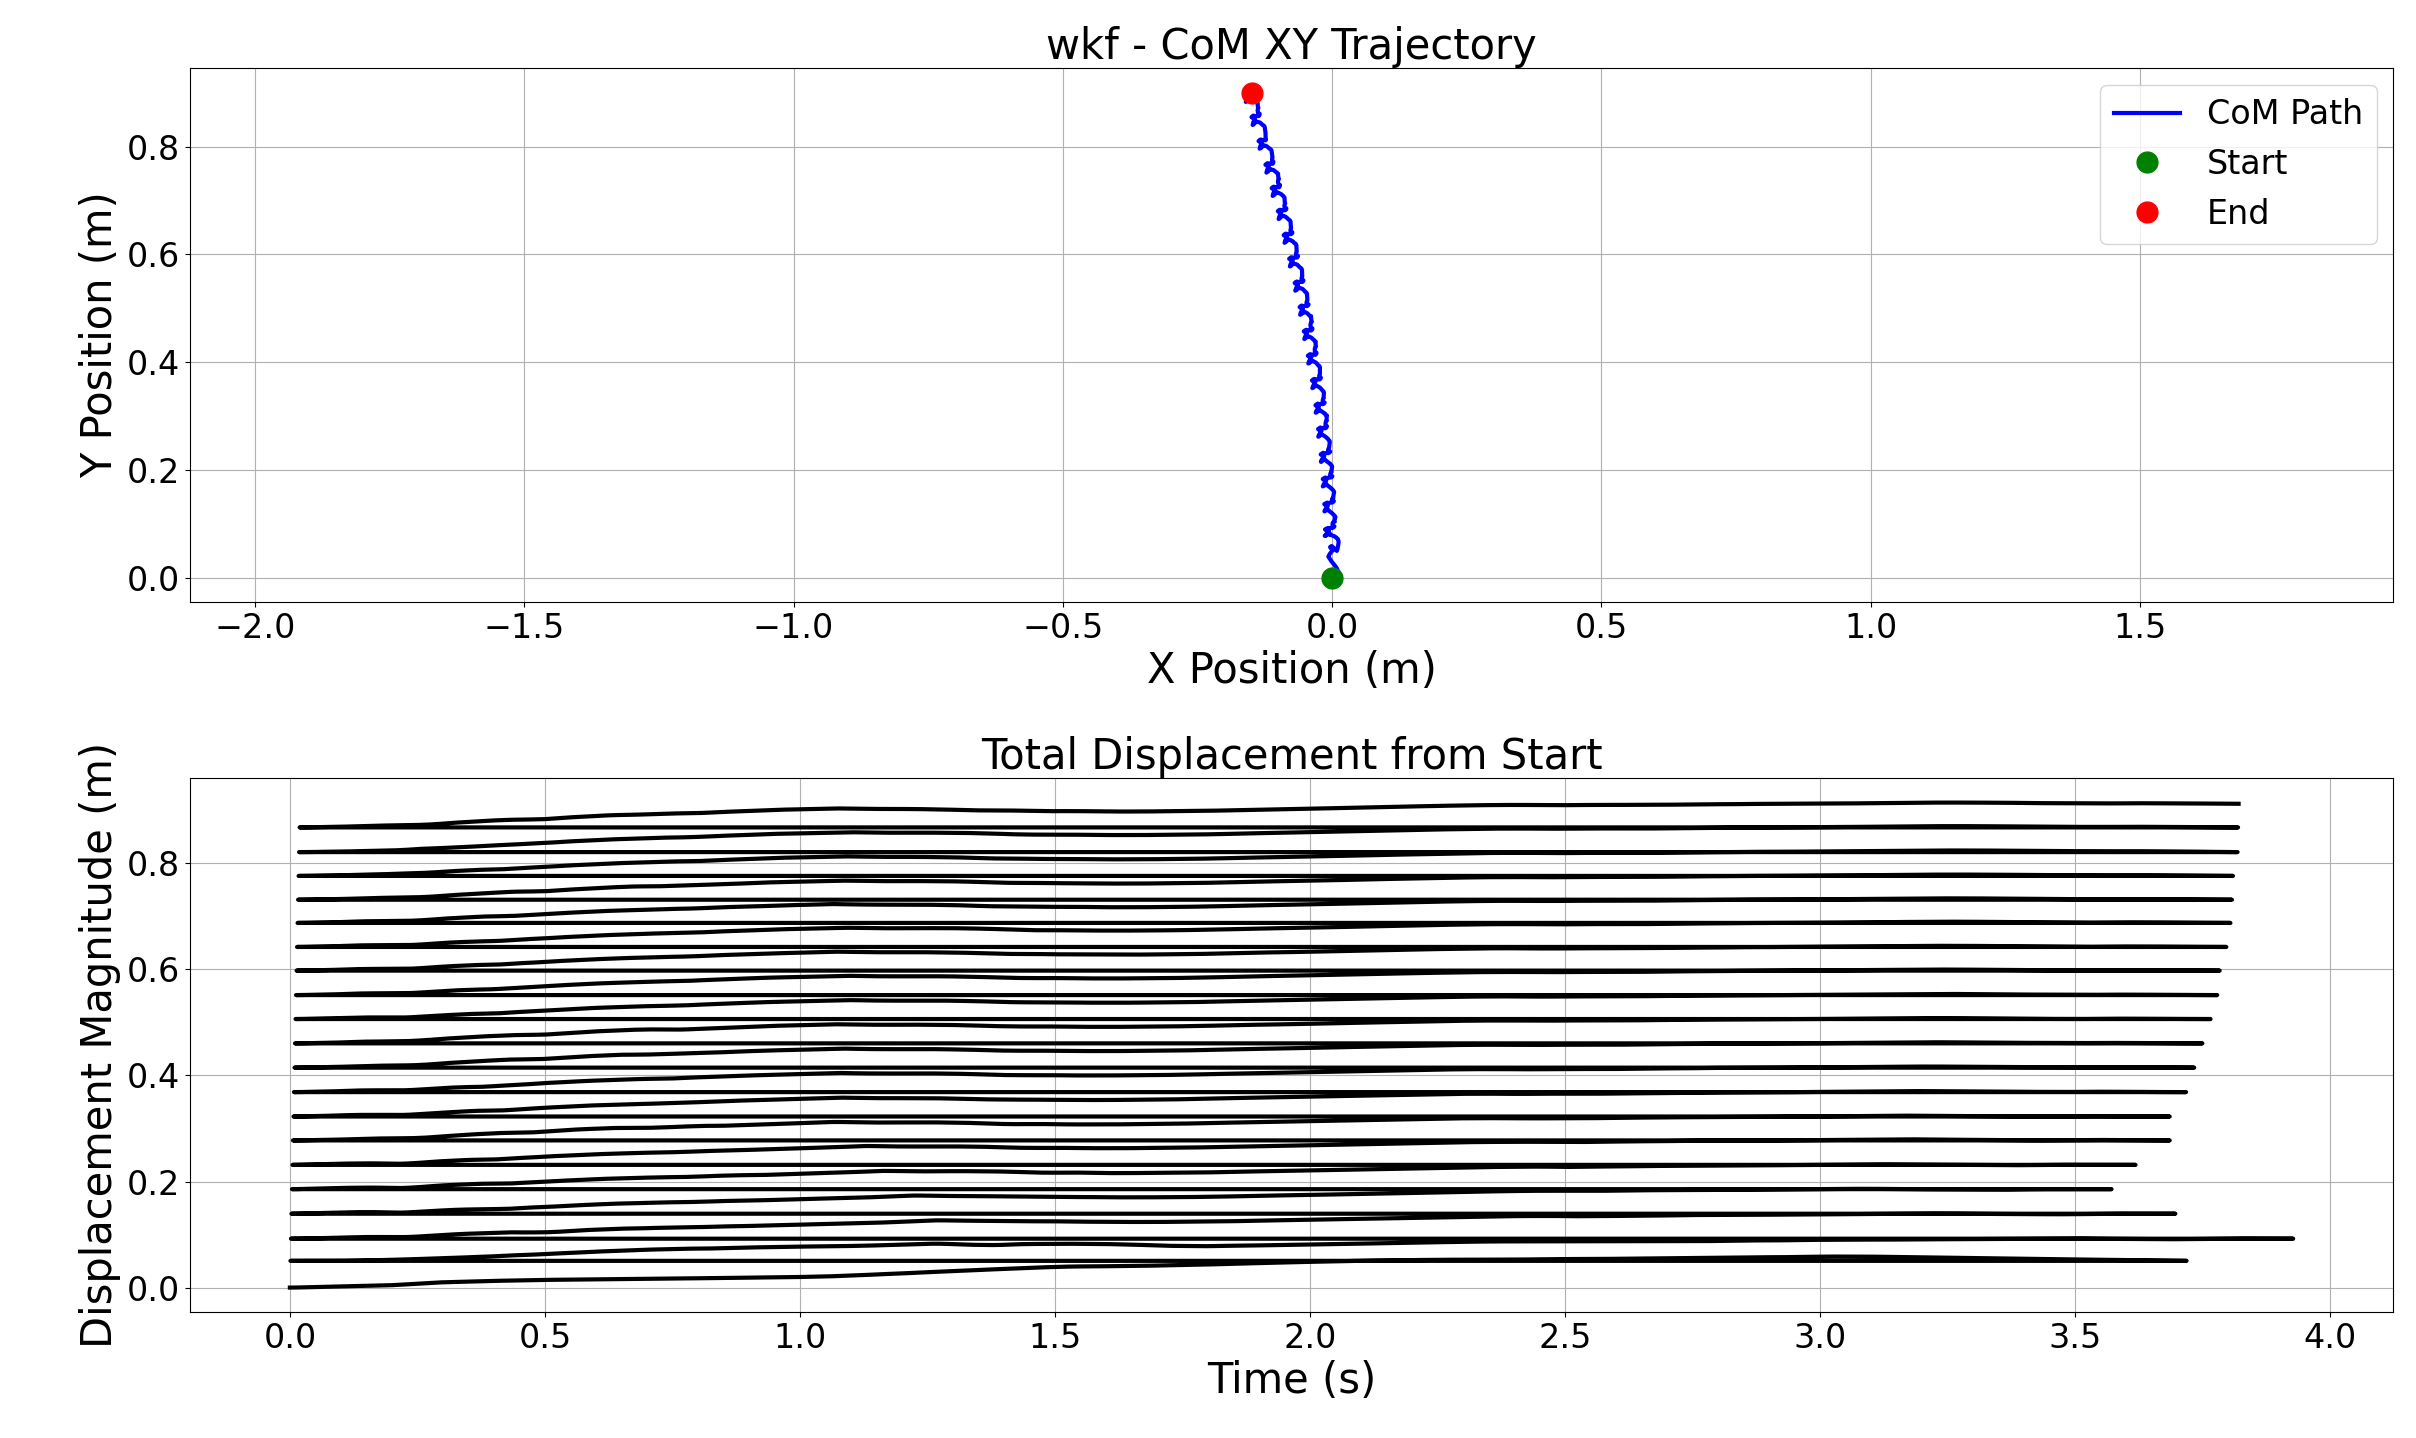 wkf - CoM XY Trajectory
Y Position (m)
0.8
0.6
0.4
0.2
0.0
CoM Path
Start
End
−2.0 −1.5 −1.0 −0.5 0.0 0.5 1.0 1.5
X Position (m)
Total Displacement from Start
Displacement Magnitude (m)
0.8
0.6
0.4
0.2
0.0
0.0 0.5 1.0 1.5 2.0 2.5 3.0 3.5 4.0
Time (s)